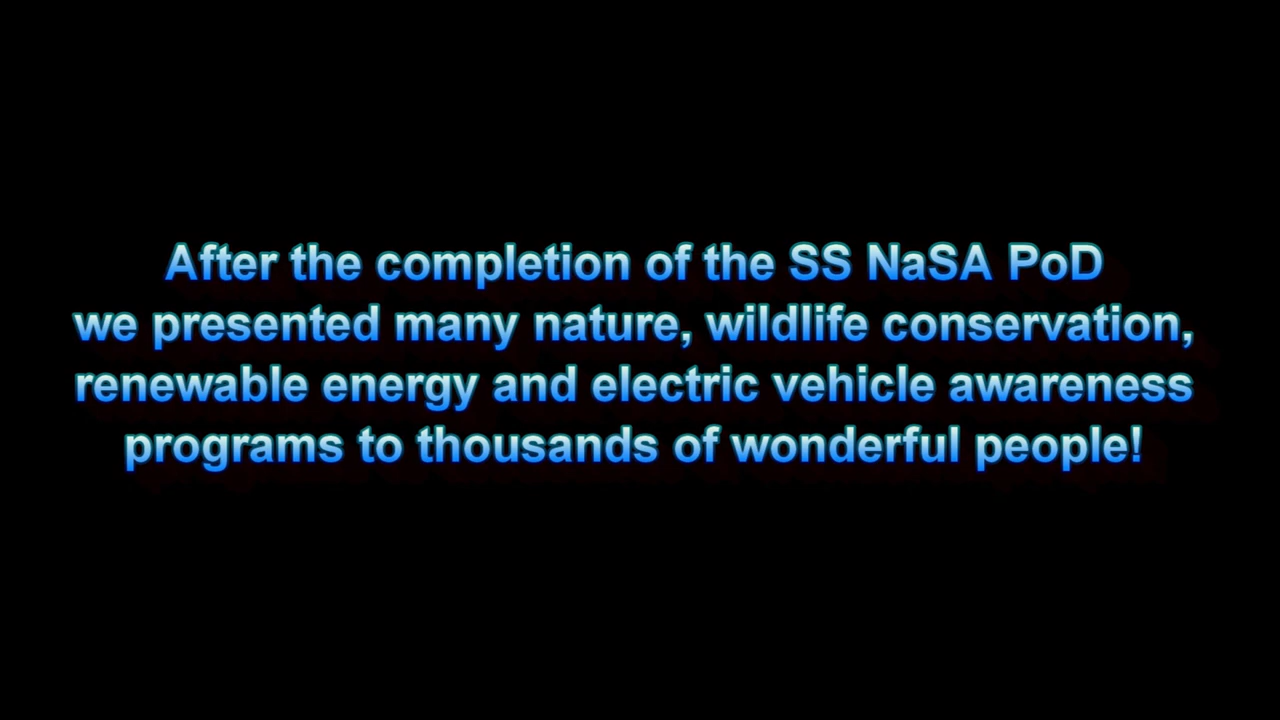 After the completion of the SS NaSA PoD
we presented many nature, wildlife conservation,
renewable energy and electric vehicle awareness
programs to thousands of wonderful people!